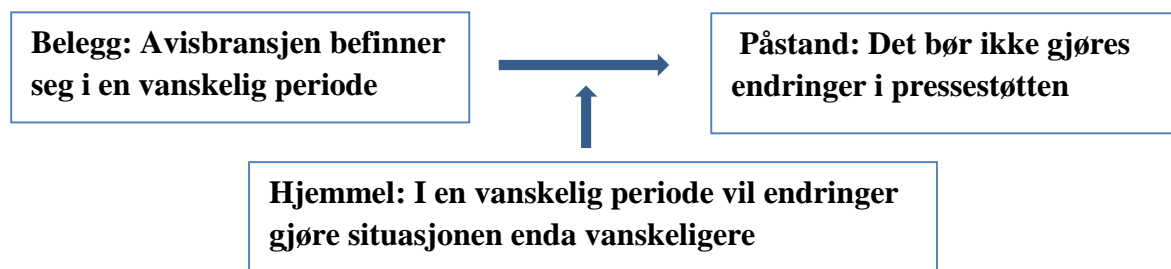 Belegg: Avisbransjen befinner
seg i en vanskelig periode
Påstand: Det bør ikke gjøres
endringer i pressestøtten
Hjemmel: I en vanskelig periode vil endringer
gjøre situasjonen enda vanskeligere